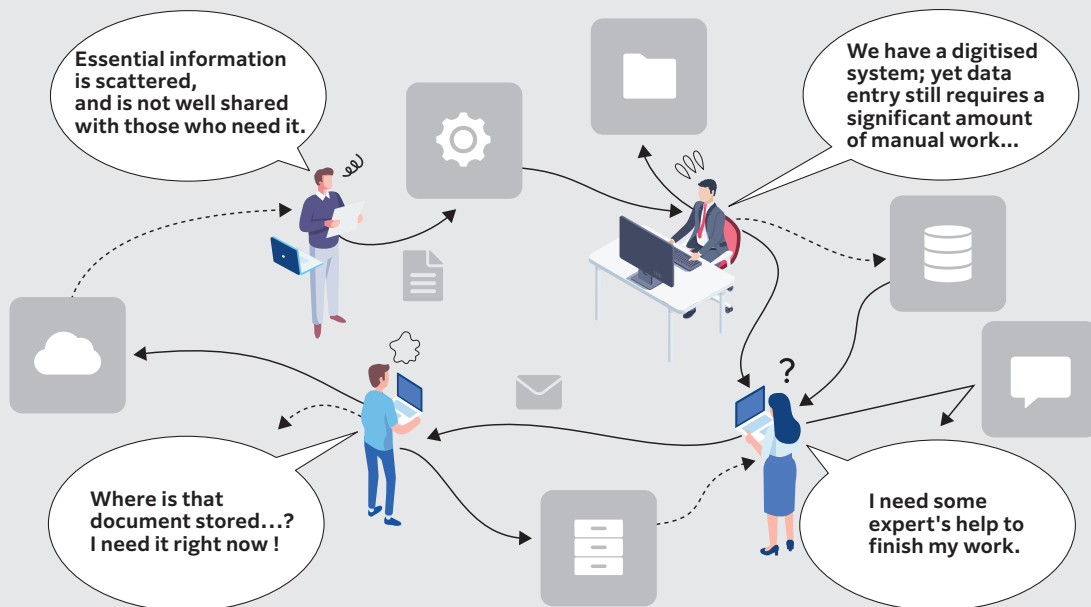 Essential information
is scattered,
and is not well shared
with those who need it.
We have a digitised
system; yet data
entry still requires a
significant amount
of manual work...
?
Where is that
document stored...?
I need it right now !
I need some
expert's help to
finish my work.